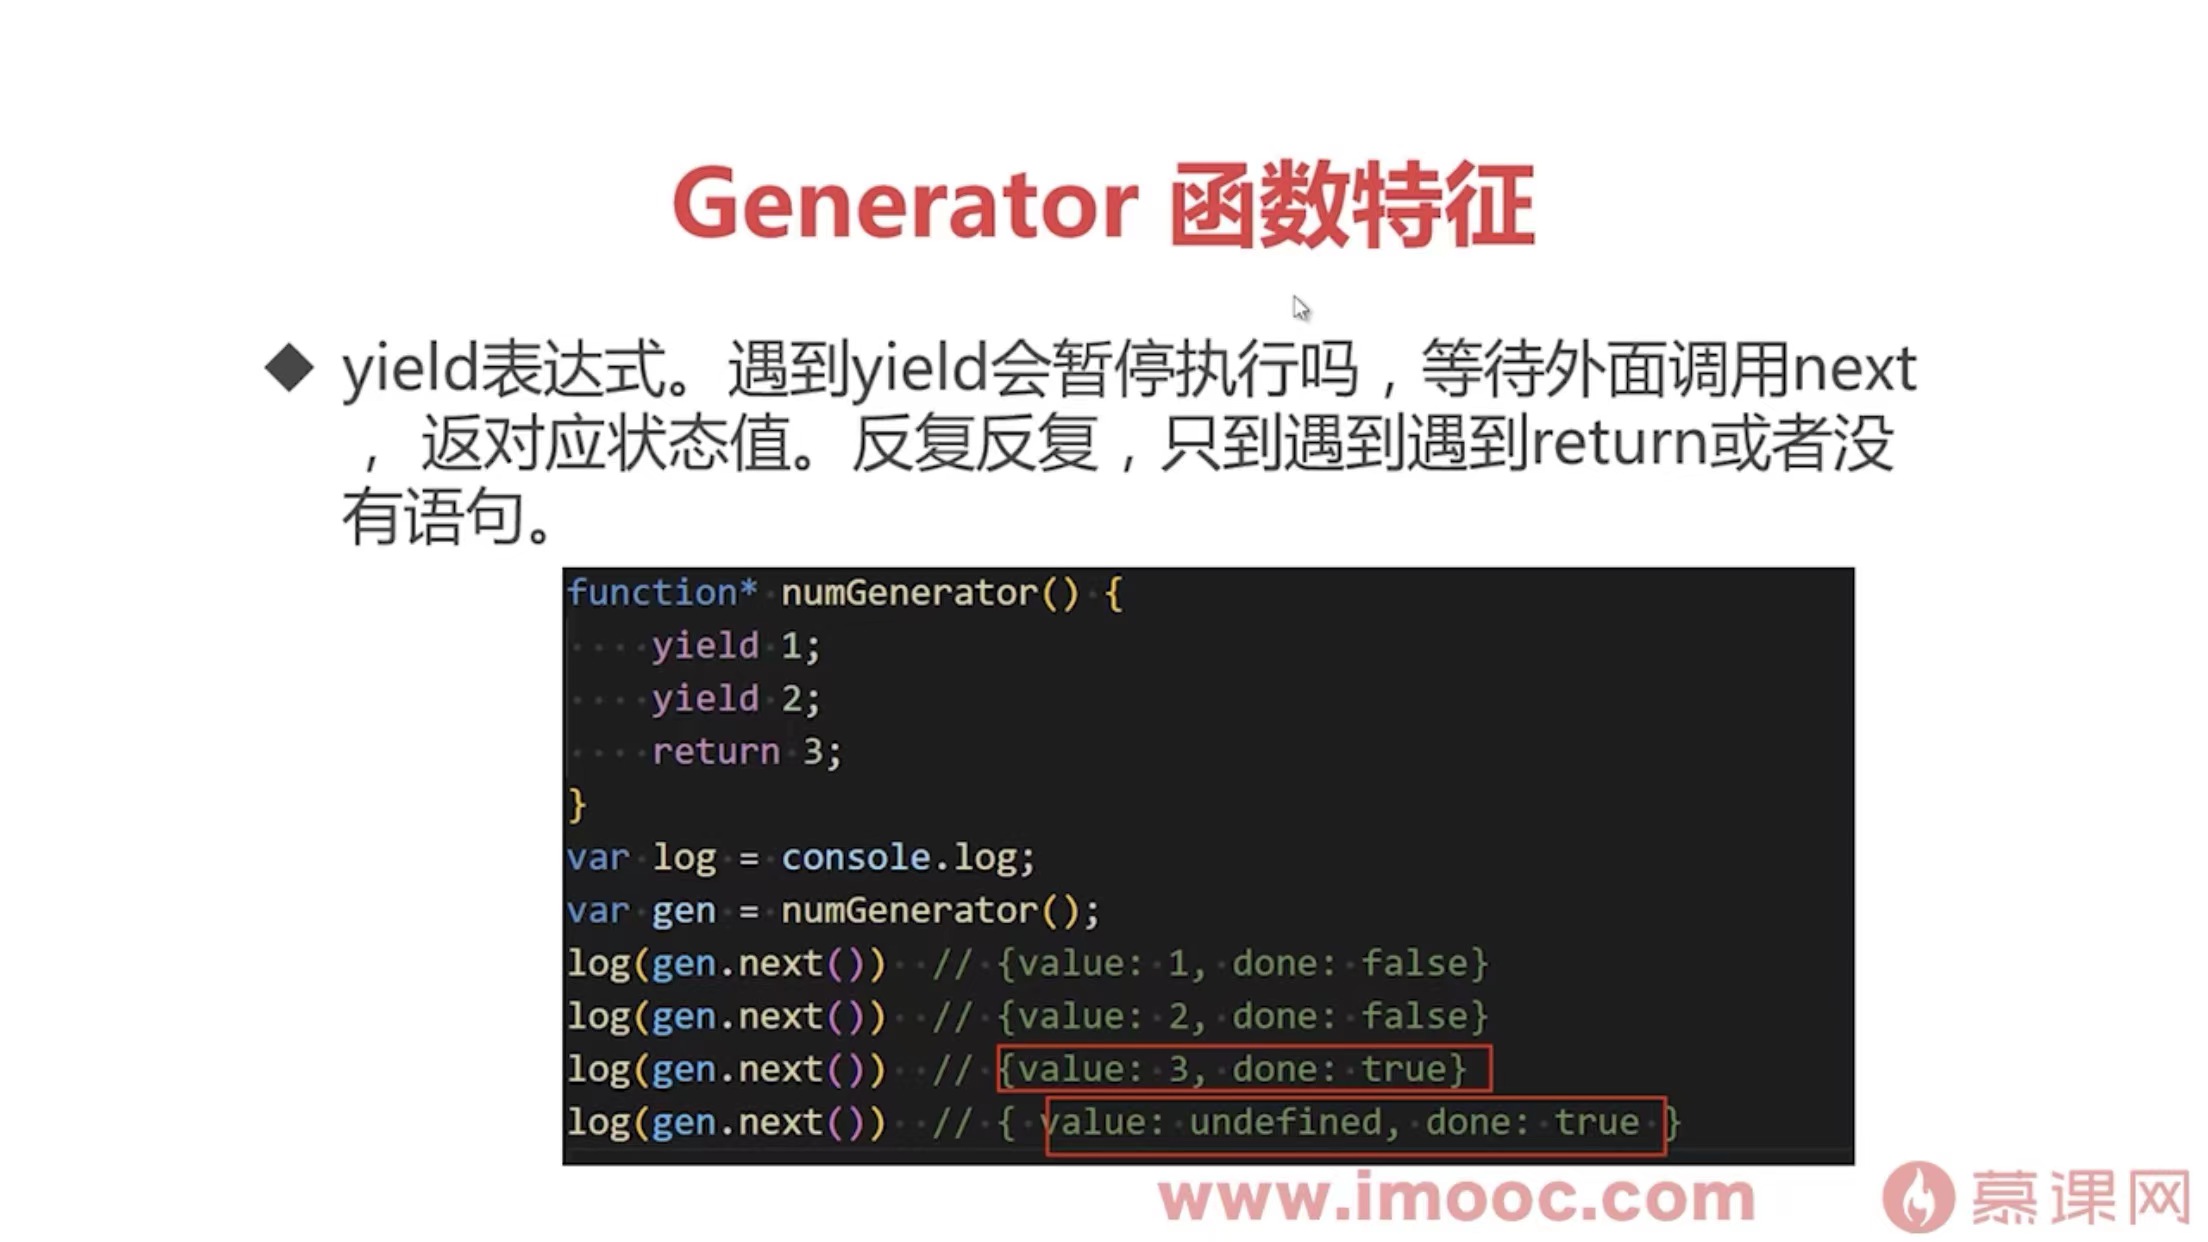 Generator 函数特征
yield表达式。遇到yield会暂停执行吗，等待外面调用next
， 返对应状态值。反复反复，只到遇到遇到return或者没
有语句。
function* numGenerator() {
    yield 1;
    yield 2;
    return 3;
}
var log = console.log;
var gen = numGenerator();
log(gen.next())  // {value: 1, done: false}
log(gen.next())  // {value: 2, done: false}
log(gen.next())  // {value: 3, done: true}
log(gen.next())  // { value: undefined, done: true }
www.imooc.com
慕课网